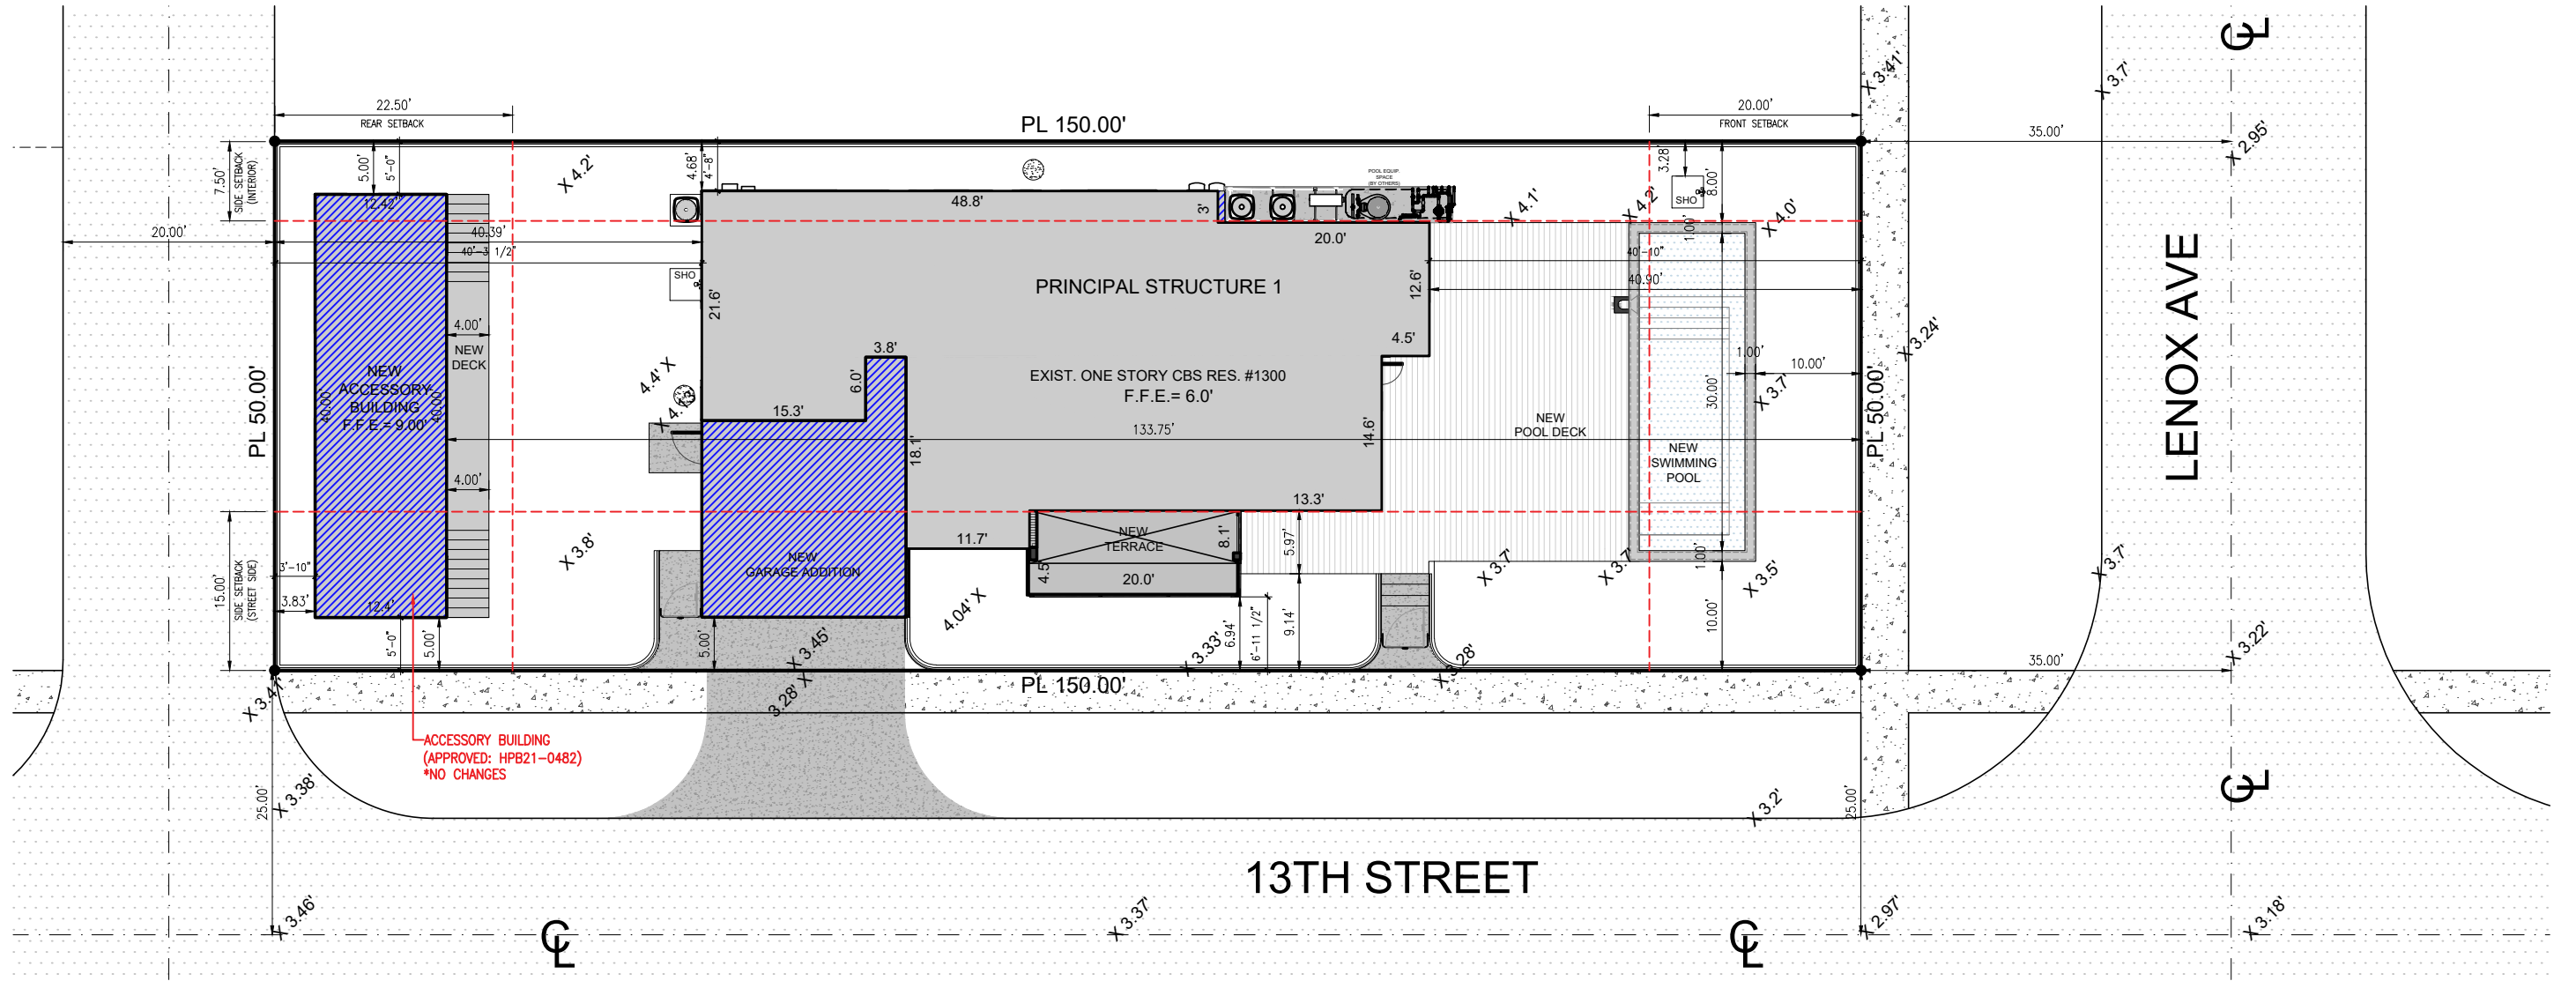 22.50'
REAR SETBACK
PL 150.00'
20.00'
FRONT SETBACK
35.00'
X 3.41'
X 3.7'
X 2.95'
℄
7.50'
SIDE SETBACK
(INTERIOR)
5.00'
5'-0"
X 4.2'
4.68'
4'-8"
POOL EQUIP.
SPACE
(BY OTHERS)
3.28'
8.00'
SHO
12.42'
48.8'
3'
20.0'
X 4.1'
X 4.2'
1.00'
X 4.0'
20.00'
40.39'
40'-3 1/2"
40'-10"
40.90'
SHO
21.6'
PRINCIPAL STRUCTURE 1
12.6'
4.5'
4.00'
NEW
DECK
3.8'
6.0'
15.3'
4.4' X
EXIST. ONE STORY CBS RES. #1300
F.F.E.= 6.0'
NEW
ACCESSORY
BUILDING
F.F.E.= 9.00'
40.00'
40.00'
PL 50.00'
133.75'
18.1'
14.6'
NEW
POOL DECK
1.00'
10.00'
30.00'
X 3.7'
X 3.24'
PL 50.00'
LENOX AVE
NEW
SWIMMING
POOL
4.00'
13.3'
NEW
TERRACE
8.1'
5.97'
11.7'
4.5'
20.0'
X 3.8'
NEW
GARAGE ADDITION
15.00'
SIDE SETBACK
(STREET SIDE)
3'-10"
3.83'
12.4'
5'-0"
5.00'
5.00'
X 3.45'
4.04' X
X 3.33'
6.94'
6'-11 1/2"
9.14'
X 3.7'
X 3.7'
1.00'
X 3.5'
10.00'
X 3.28'
X 3.7'
X 3.22'
35.00'
PL 150.00'
3.28' X
ACCESSORY BUILDING
(APPROVED: HPB21-0482)
*NO CHANGES
25.00'
X 3.38'
X 3.2'
25.00'
℄
13TH STREET
X 3.46'
℄
X 3.37'
℄
X 2.97'
X 3.18'